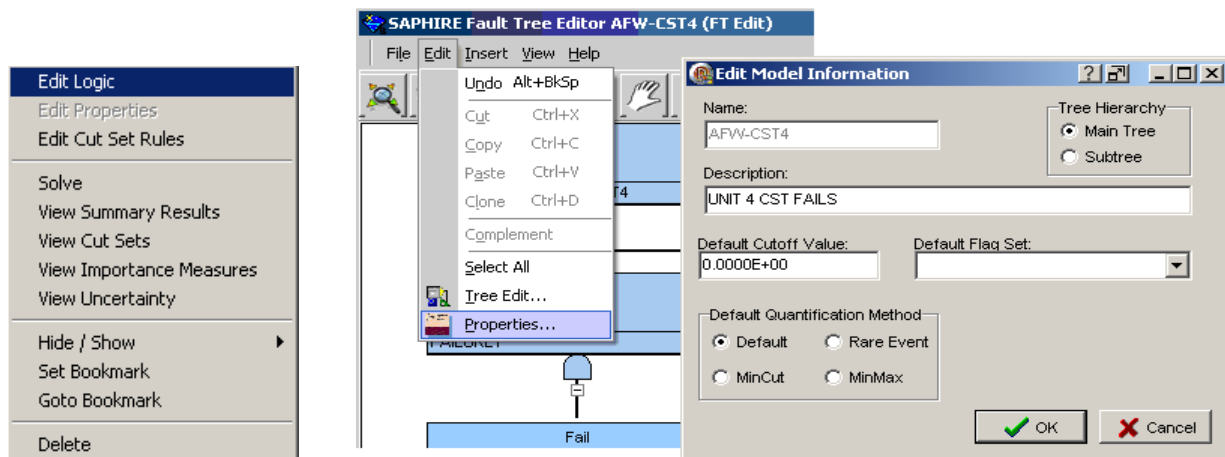 Edit Logic
Edit Properties
Edit Cut Set Rules
Solve
View Summary Results
View Cut Sets
View Importance Measures
View Uncertainty
Hide / Show
Set Bookmark
Goto Bookmark
Delete
SAPHIRE Fault Tree Editor AFW-CST4 (FT Edit)
File Edit Insert View Help
Undo Alt+BkSp
Cut Ctrl+X
Copy Ctrl+C
Paste Ctrl+V
Clone Ctrl+D
Complement
Select All
Tree Edit...
Properties...
T4
Fail
Edit Model Information
Name:
AFW-CST4
Tree Hierarchy
Main Tree
Subtree
Description:
UNIT 4 CST FAILS
Default Cutoff Value:
0.0000E+00
Default Flag Set:
Default Quantification Method
Default
Rare Event
MinCut
MinMax
OK
Cancel